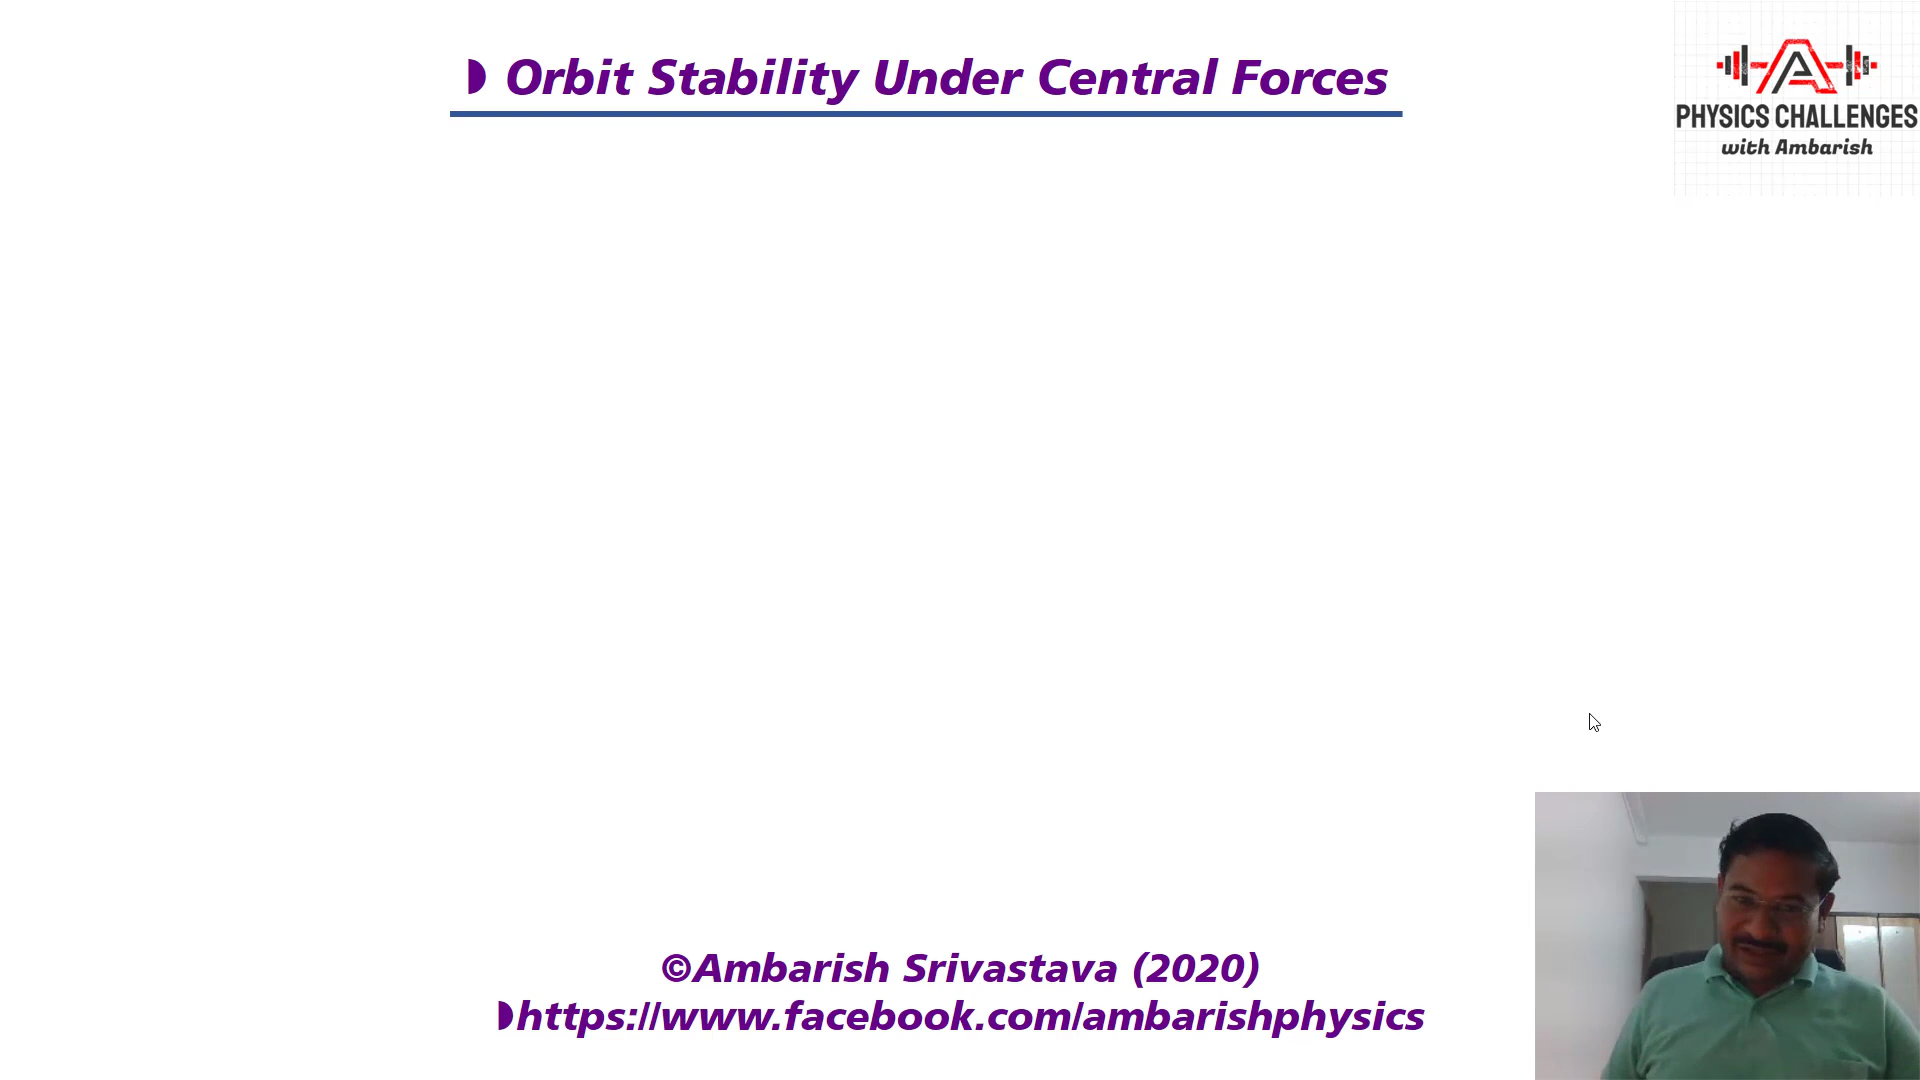 ◗ Orbit Stability Under Central Forces
A
PHYSICS CHALLENGES
with Ambarish
©Ambarish Srivastava (2020)
◗https://www.facebook.com/ambarishphysics